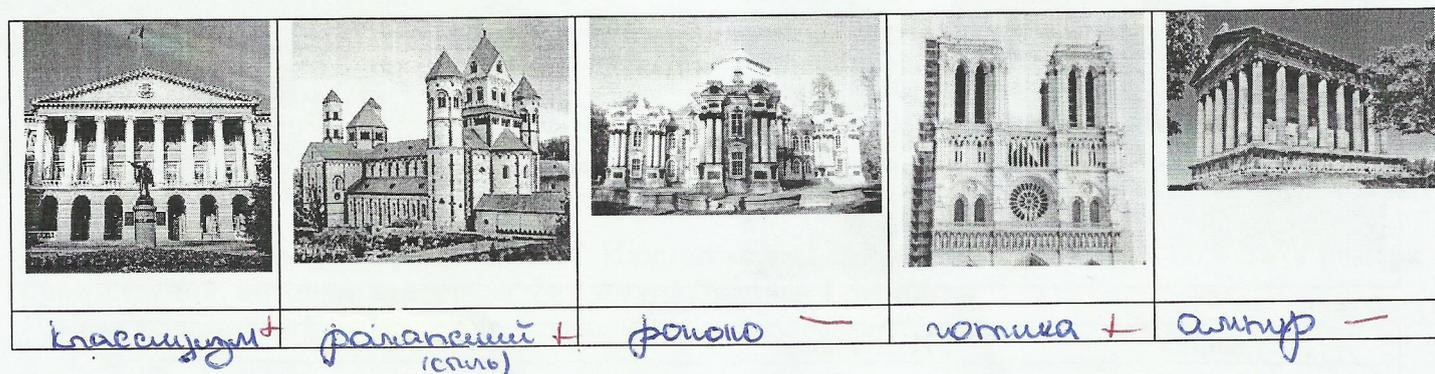 классицизм + романский + рококо — готика + ампир —
(стиль)